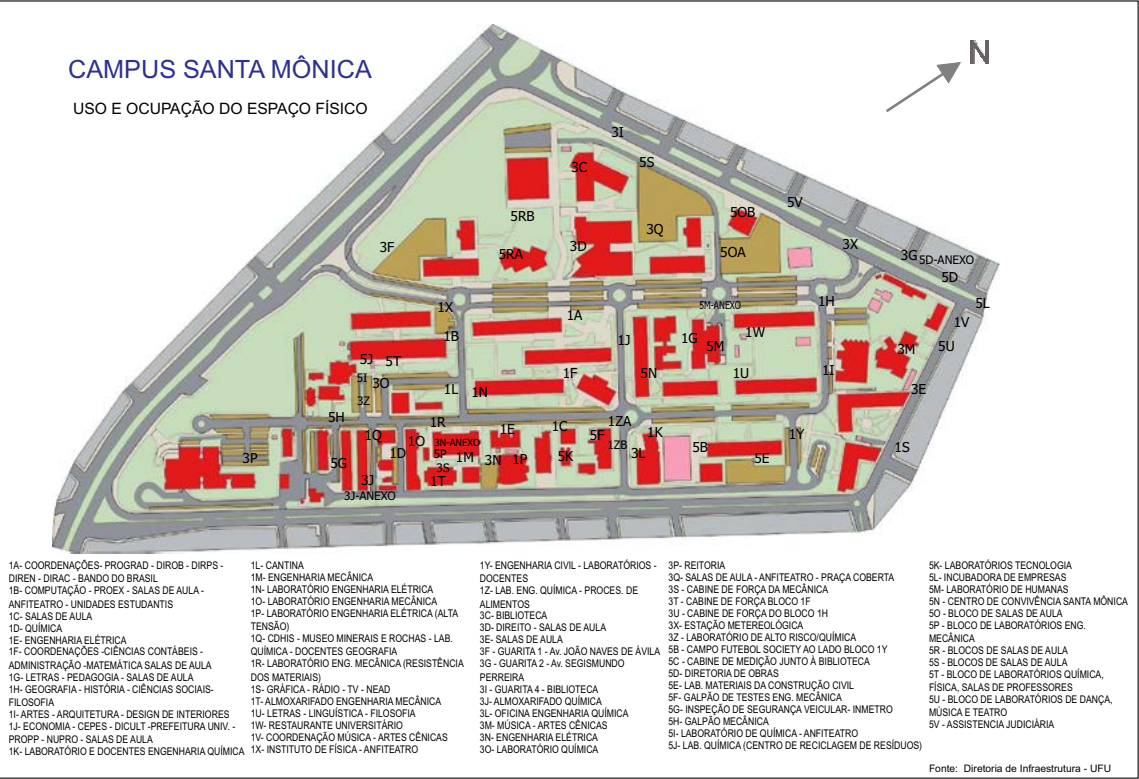 CAMPUS SANTA MÔNICA
USO E OCUPAÇÃO DO ESPAÇO FÍSICO
N
3I
3C
5S
5RB
5OB
5V
3F
3Q
3X
5RA
3D
5OA
3G
5D-ANEXO
5D
5L
1X
5M-ANEXO
1H
1A
1V
1B
1J
1G
5M
1W
5U
3M
5J
5T
5I
3O
1F
5N
1U
1I
3Z
1L
1N
3E
5H
1R
1ZA
1Q
1O
3N-ANEXO
1E
1C
5F
1K
1Y
1D
5P
1M
1ZB
3L
5B
1S
3P
5G
3S
3N
1P
5K
5E
3J
1T
3J-ANEXO
1A- COORDENAÇÕES- PROGRAD - DIROB - DIRPS -
DIREN - DIRAC - BANDO DO BRASIL
1B- COMPUTAÇÃO - PROEX - SALAS DE AULA -
ANFITEATRO - UNIDADES ESTUDANTIS
1C- SALAS DE AULA
1D- QUÍMICA
1E- ENGENHARIA ELÉTRICA
1F- COORDENAÇÕES -CIÊNCIAS CONTÁBEIS -
ADMINISTRAÇÃO -MATEMÁTICA SALAS DE AULA
1G- LETRAS - PEDAGOGIA - SALAS DE AULA
1H- GEOGRAFIA - HISTÓRIA - CIÊNCIAS SOCIAIS-
FILOSOFIA
1I- ARTES - ARQUITETURA - DESIGN DE INTERIORES
1J- ECONOMIA - CEPES - DICULT -PREFEITURA UNIV. -
PROPP - NUPRO - SALAS DE AULA
1K- LABORATÓRIO E DOCENTES ENGENHARIA QUÍMICA
1L- CANTINA
1M- ENGENHARIA MECÂNICA
1N- LABORATÓRIO ENGENHARIA ELÉTRICA
1O- LABORATÓRIO ENGENHARIA MECÂNICA
1P- LABORATÓRIO ENGENHARIA ELÉTRICA (ALTA
TENSÃO)
1Q- CDHIS - MUSEO MINERAIS E ROCHAS - LAB.
QUÍMICA - DOCENTES GEOGRAFIA
1R- LABORATÓRIO ENG. MECÂNICA (RESISTÊNCIA
DOS MATERIAIS)
1S- GRÁFICA - RÁDIO - TV - NEAD
1T- ALMOXARIFADO ENGENHARIA MECÂNICA
1U- LETRAS - LINGUÍSTICA - FILOSOFIA
1W- RESTAURANTE UNIVERSITÁRIO
1V- COORDENAÇÃO MÚSICA - ARTES CÊNICAS
1X- INSTITUTO DE FÍSICA - ANFITEATRO
1Y- ENGENHARIA CIVIL - LABORATÓRIOS -
DOCENTES
1Z- LAB. ENG. QUÍMICA - PROCES. DE
ALIMENTOS
3C- BIBLIOTECA
3D- DIREITO - SALAS DE AULA
3E- SALAS DE AULA
3F - GUARITA 1 - Av. JOÃO NAVES DE ÁVILA
3G - GUARITA 2 - Av. SEGISMUNDO
PERREIRA
3I - GUARITA 4 - BIBLIOTECA
3J- ALMOXARIFADO QUÍMICA
3L- OFICINA ENGENHARIA QUÍMICA
3M- MÚSICA - ARTES CÊNICAS
3N- ENGENHARIA ELÉTRICA
3O- LABORATÓRIO QUÍMICA
3P- REITORIA
3Q- SALAS DE AULA - ANFITEATRO - PRAÇA COBERTA
3S - CABINE DE FORÇA DA MECÂNICA
3T - CABINE DE FORÇA BLOCO 1F
3U - CABINE DE FORÇA DO BLOCO 1H
3X- ESTAÇÃO METEREOLÓGICA
3Z - LABORATÓRIO DE ALTO RISCO/QUÍMICA
5B - CAMPO FUTEBOL SOCIETY AO LADO BLOCO 1Y
5C - CABINE DE MEDIÇÃO JUNTO À BIBLIOTECA
5D- DIRETORIA DE OBRAS
5E- LAB. MATERIAIS DA CONSTRUÇÃO CIVIL
5F- GALPÃO DE TESTES ENG. MECÂNICA
5G- INSPEÇÃO DE SEGURANÇA VEICULAR- INMETRO
5H- GALPÃO MECÂNICA
5I- LABORATÓRIO DE QUÍMICA - ANFITEATRO
5J- LAB. QUÍMICA (CENTRO DE RECICLAGEM DE RESÍDUOS)
5K- LABORATÓRIOS TECNOLOGIA
5L- INCUBADORA DE EMPRESAS
5M- LABORATÓRIO DE HUMANAS
5N - CENTRO DE CONVIVÊNCIA SANTA MÔNICA
5O - BLOCO DE SALAS DE AULA
5P - BLOCO DE LABORATÓRIOS ENG.
MECÂNICA
5R - BLOCOS DE SALAS DE AULA
5S - BLOCOS DE SALAS DE AULA
5T - BLOCO DE LABORATÓRIOS QUÍMICA,
FÍSICA, SALAS DE PROFESSORES
5U - BLOCO DE LABORATÓRIOS DE DANÇA,
MÚSICA E TEATRO
5V - ASSISTENCIA JUDICIÁRIA
Fonte: Diretoria de Infraestrutura - UFU